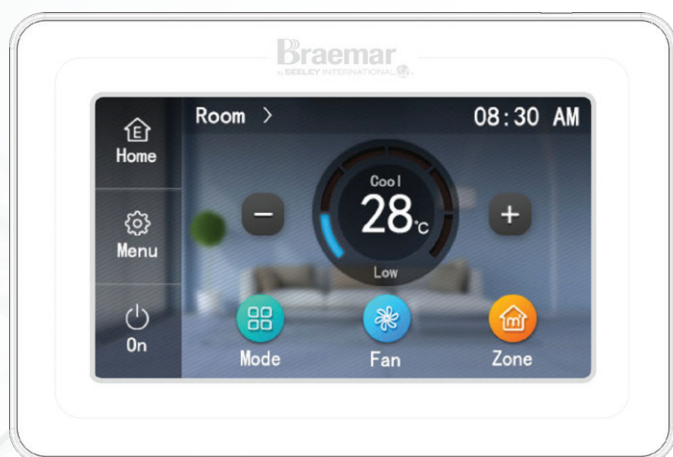 Braemar
by SEELEY INTERNATIONAL
Room >
08:30 AM
E
Home
Menu
On
Cool
28°C
Low
Mode
Fan
m
Zone